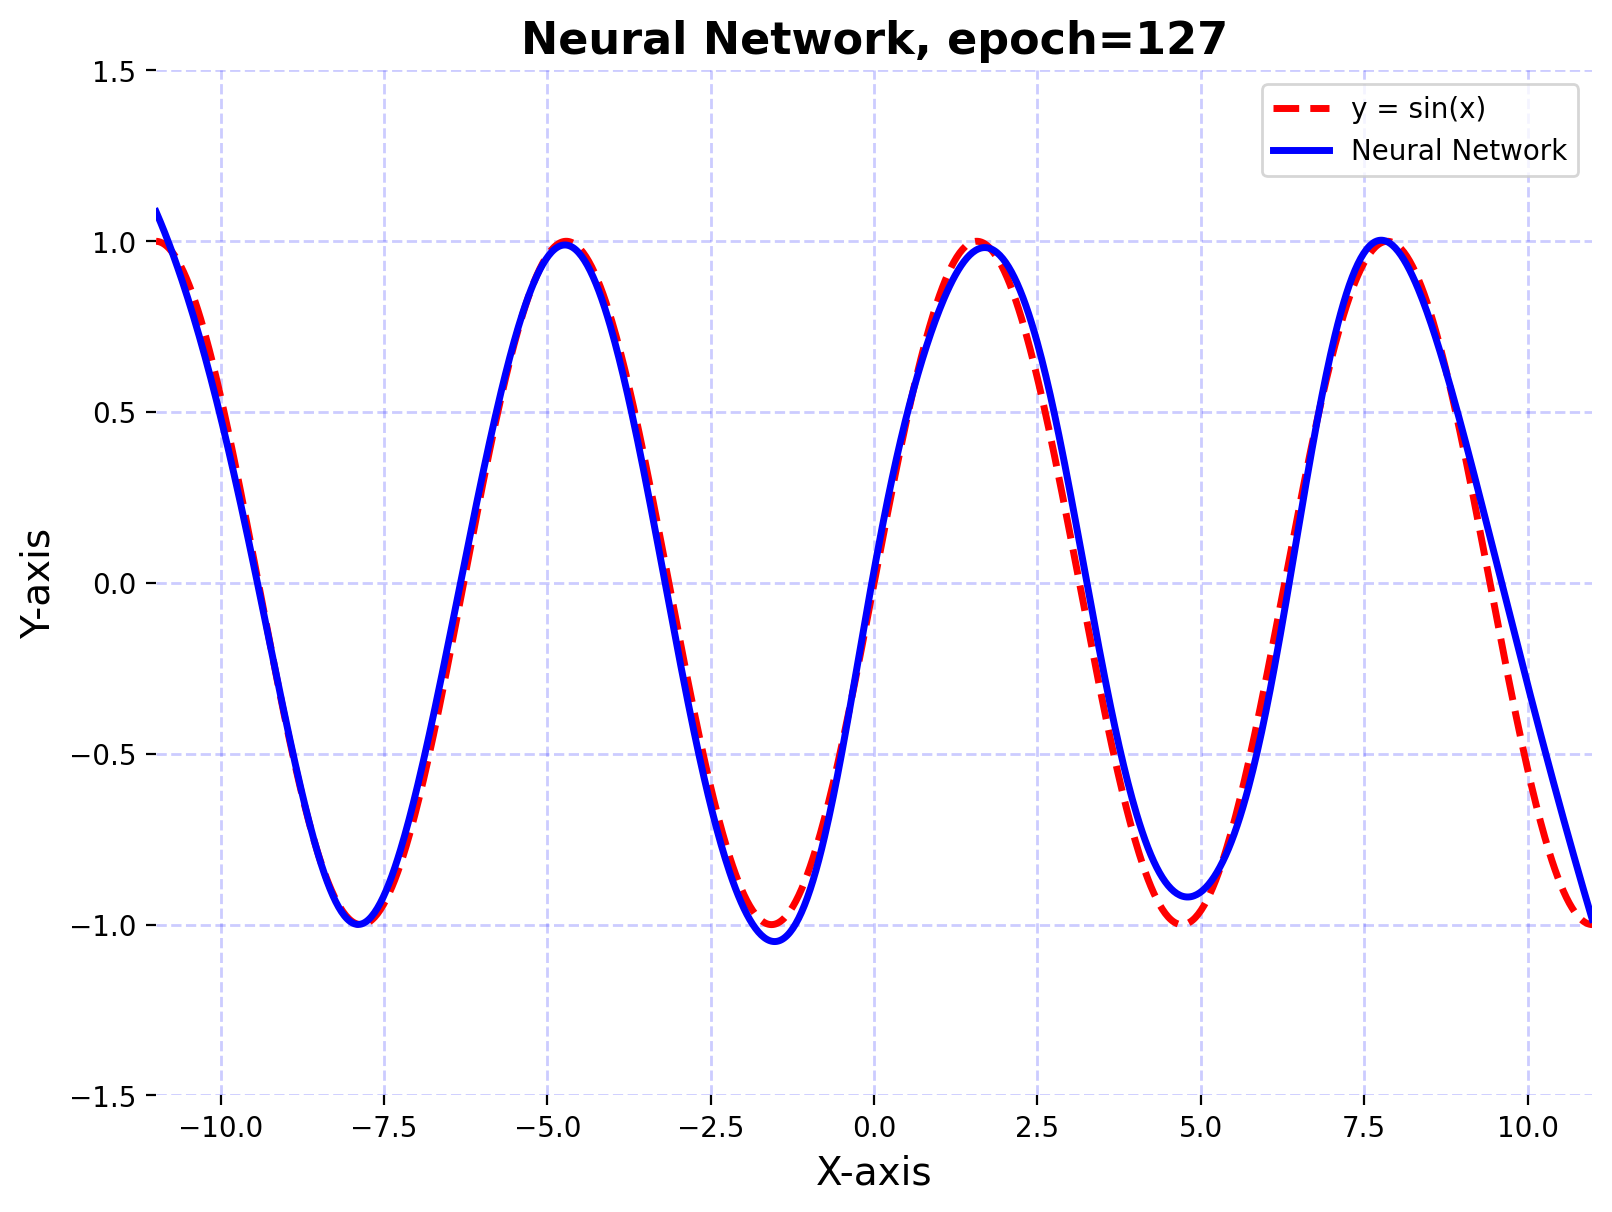 Neural Network, epoch=127
y = sin(x)
Neural Network
1.5
1.0
0.5
0.0
−0.5
−1.0
−1.5
Y-axis
−10.0 −7.5 −5.0 −2.5 0.0 2.5 5.0 7.5 10.0
X-axis